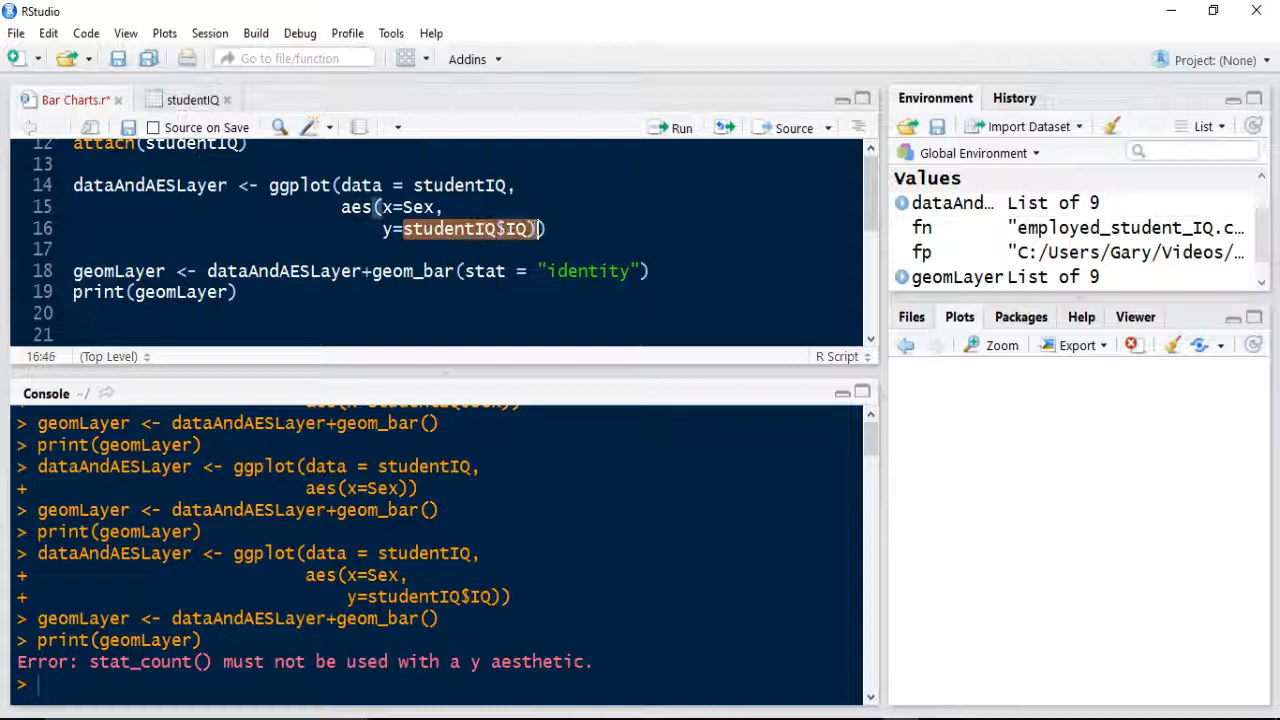 RStudio
File Edit Code View Plots Session Build Debug Profile Tools Help
Go to file/function Addins Project: (None)
Bar Charts.r* studentIQ
Source on Save Run Source
12 attach(studentIQ)
13
14 dataAndAESLayer <- ggplot(data = studentIQ,
15 aes(x=Sex,
16 y=studentIQ$IQ))
17
18 geomLayer <- dataAndAESLayer+geom_bar(stat = "identity")
19 print(geomLayer)
20
21
16:46 (Top Level) R Script
Console ~/
+ aes(x=studentIQ$Sex))
> geomLayer <- dataAndAESLayer+geom_bar()
> print(geomLayer)
> dataAndAESLayer <- ggplot(data = studentIQ,
+ aes(x=Sex))
> geomLayer <- dataAndAESLayer+geom_bar()
> print(geomLayer)
> dataAndAESLayer <- ggplot(data = studentIQ,
+ aes(x=Sex,
+ y=studentIQ$IQ))
> geomLayer <- dataAndAESLayer+geom_bar()
> print(geomLayer)
Error: stat_count() must not be used with a y aesthetic.
>
Environment History
Import Dataset List
Global Environment
Values
dataAnd... List of 9
fn "employed_student_IQ.c...
fp "C:/Users/Gary/Videos/...
geomLayer List of 9
Files Plots Packages Help Viewer
Zoom Export